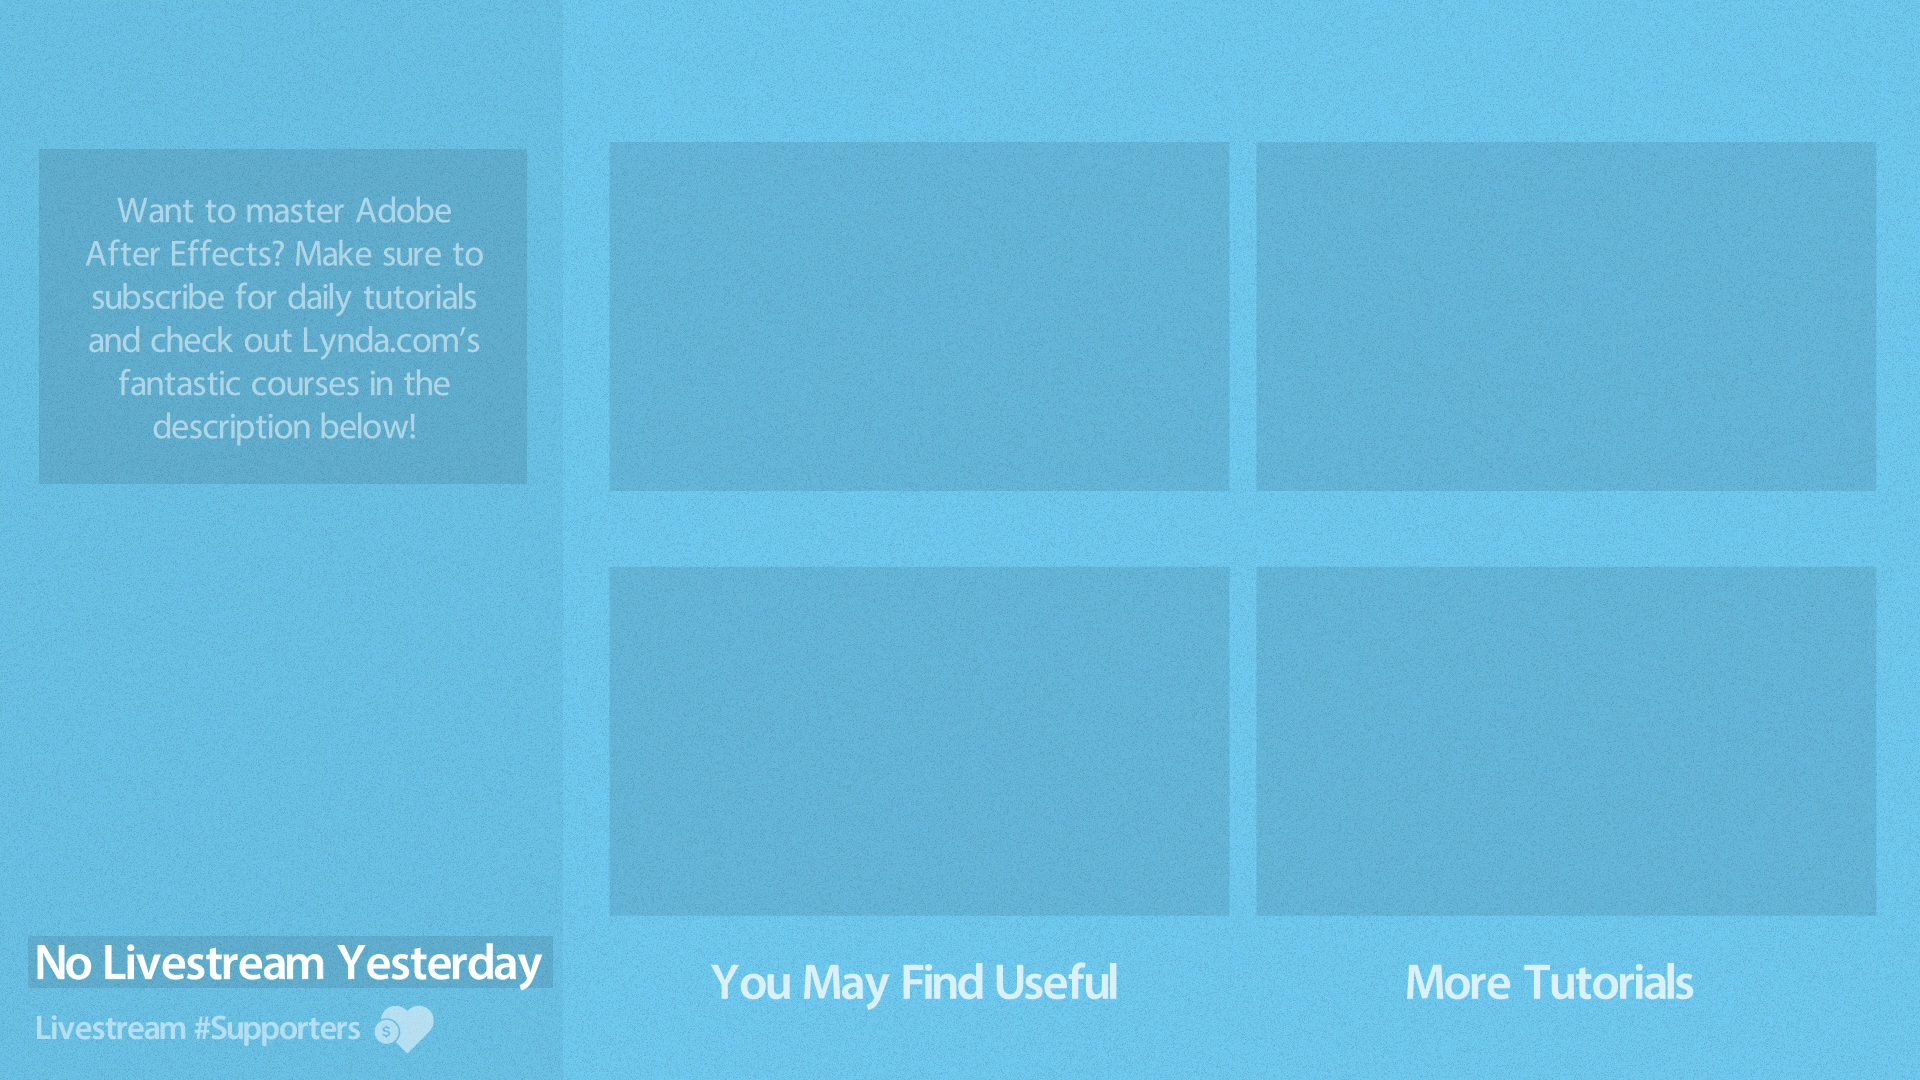 Want to master Adobe
After Effects? Make sure to
subscribe for daily tutorials
and check out Lynda.com’s
fantastic courses in the
description below!
No Livestream Yesterday
Livestream #Supporters
$
You May Find Useful
More Tutorials